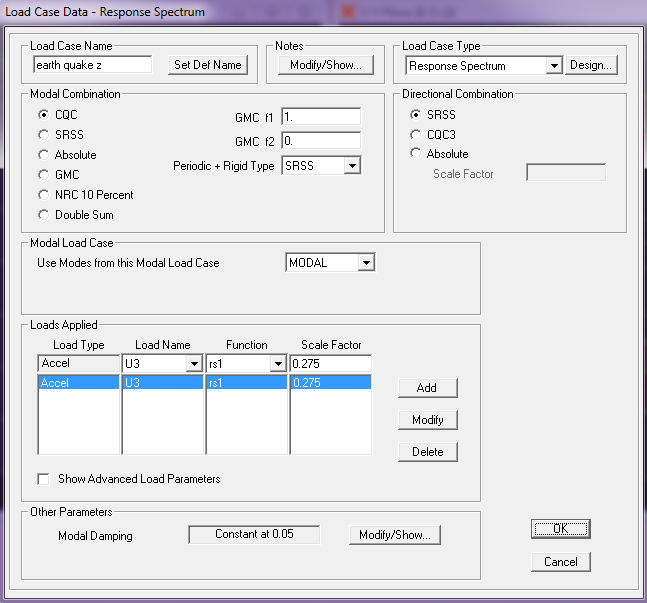 Load Case Data - Response Spectrum
Load Case Name
earth quake z
Set Def Name
Notes
Modify/Show...
Load Case Type
Response Spectrum
Design...
Modal Combination
CQC
SRSS
Absolute
GMC
NRC 10 Percent
Double Sum
GMC f1
1.
GMC f2
0.
Periodic + Rigid Type
SRSS
Directional Combination
SRSS
CQC3
Absolute
Scale Factor
Modal Load Case
Use Modes from this Modal Load Case
MODAL
Loads Applied
Load Type Load Name Function Scale Factor
Accel U3 rs1 0.275
Accel U3 rs1 0.275
Add
Modify
Delete
Show Advanced Load Parameters
Other Parameters
Modal Damping
Constant at 0.05
Modify/Show...
OK
Cancel